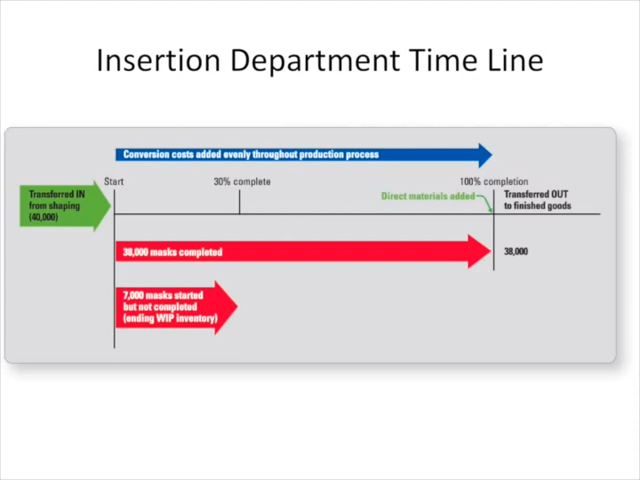 Insertion Department Time Line
Conversion costs added evenly throughout production process
Start
30% complete
100% completion
Transferred IN
from shaping
(40,000)
Direct materials added
Transferred OUT
to finished goods
38,000 masks completed
38,000
7,000 masks started
but not completed
(ending WIP inventory)